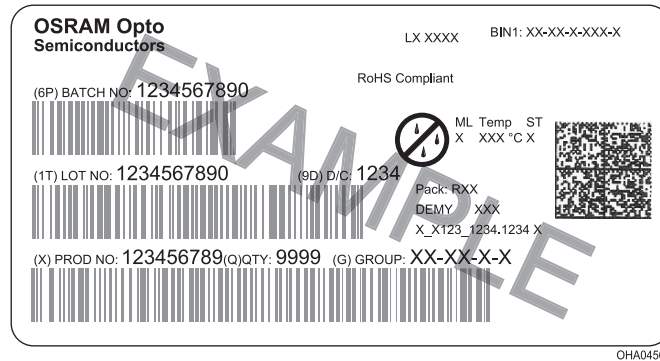 OSRAM Opto
Semiconductors
LX XXXX
BIN1: XX-XX-X-XXX-X
RoHS Compliant
(6P) BATCH NO: 1234567890
ML Temp ST
X XXX °C X
(1T) LOT NO: 1234567890
(9D) D/C: 1234
Pack: RXX
DEMY XXX
X_X123_1234.1234 X
(X) PROD NO: 123456789(Q)QTY: 9999 (G) GROUP: XX-XX-X-X
EXAMPLE